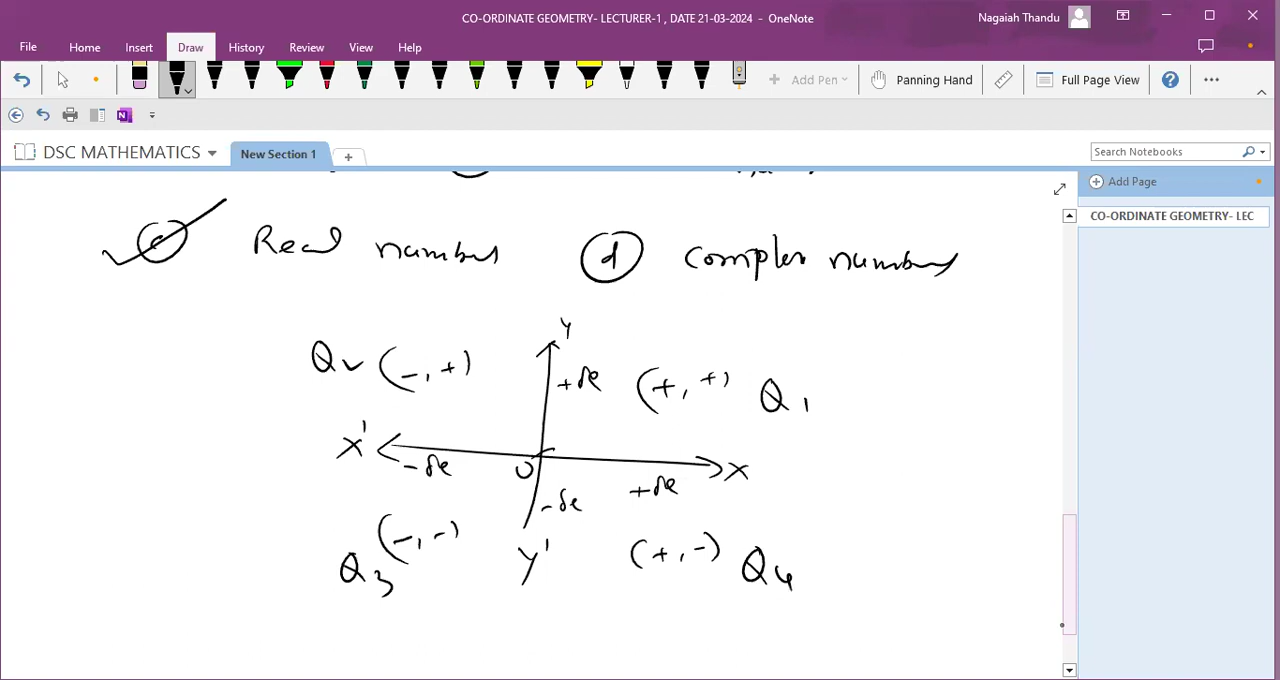 CO-ORDINATE GEOMETRY- LECTURER-1 , DATE 21-03-2024 - OneNote
Nagaiah Thandu
File Home Insert Draw History Review View Help
Add Pen Panning Hand Full Page View
DSC MATHEMATICS New Section 1
Search Notebooks
Add Page
CO-ORDINATE GEOMETRY- LEC
c Real numbers d complex numbers
Y
Q2 (-, +) +ve (+, +) Q1
X' -ve O +ve X
-ve
(-, -) Y' (+, -)
Q3 Q4